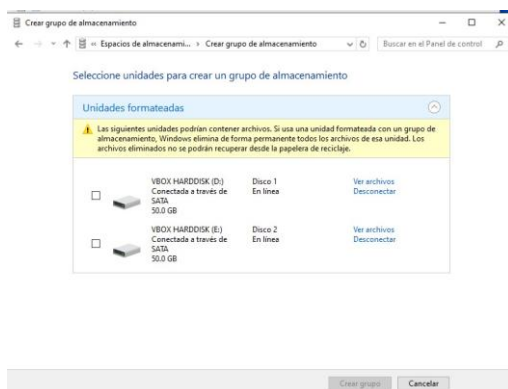 Crear grupo de almacenamiento
« Espacios de almacenami... › Crear grupo de almacenamiento
Buscar en el Panel de control
Seleccione unidades para crear un grupo de almacenamiento
Unidades formateadas
Las siguientes unidades podrían contener archivos. Si usa una unidad formateada con un grupo de
almacenamiento, Windows elimina de forma permanente todos los archivos de esa unidad. Los
archivos eliminados no se podrán recuperar desde la papelera de reciclaje.
VBOX HARDDISK (D:)
Conectada a través de
SATA
50.0 GB
Disco 1
En línea
Ver archivos
Desconectar
VBOX HARDDISK (E:)
Conectada a través de
SATA
50.0 GB
Disco 2
En línea
Ver archivos
Desconectar
Crear grupo
Cancelar